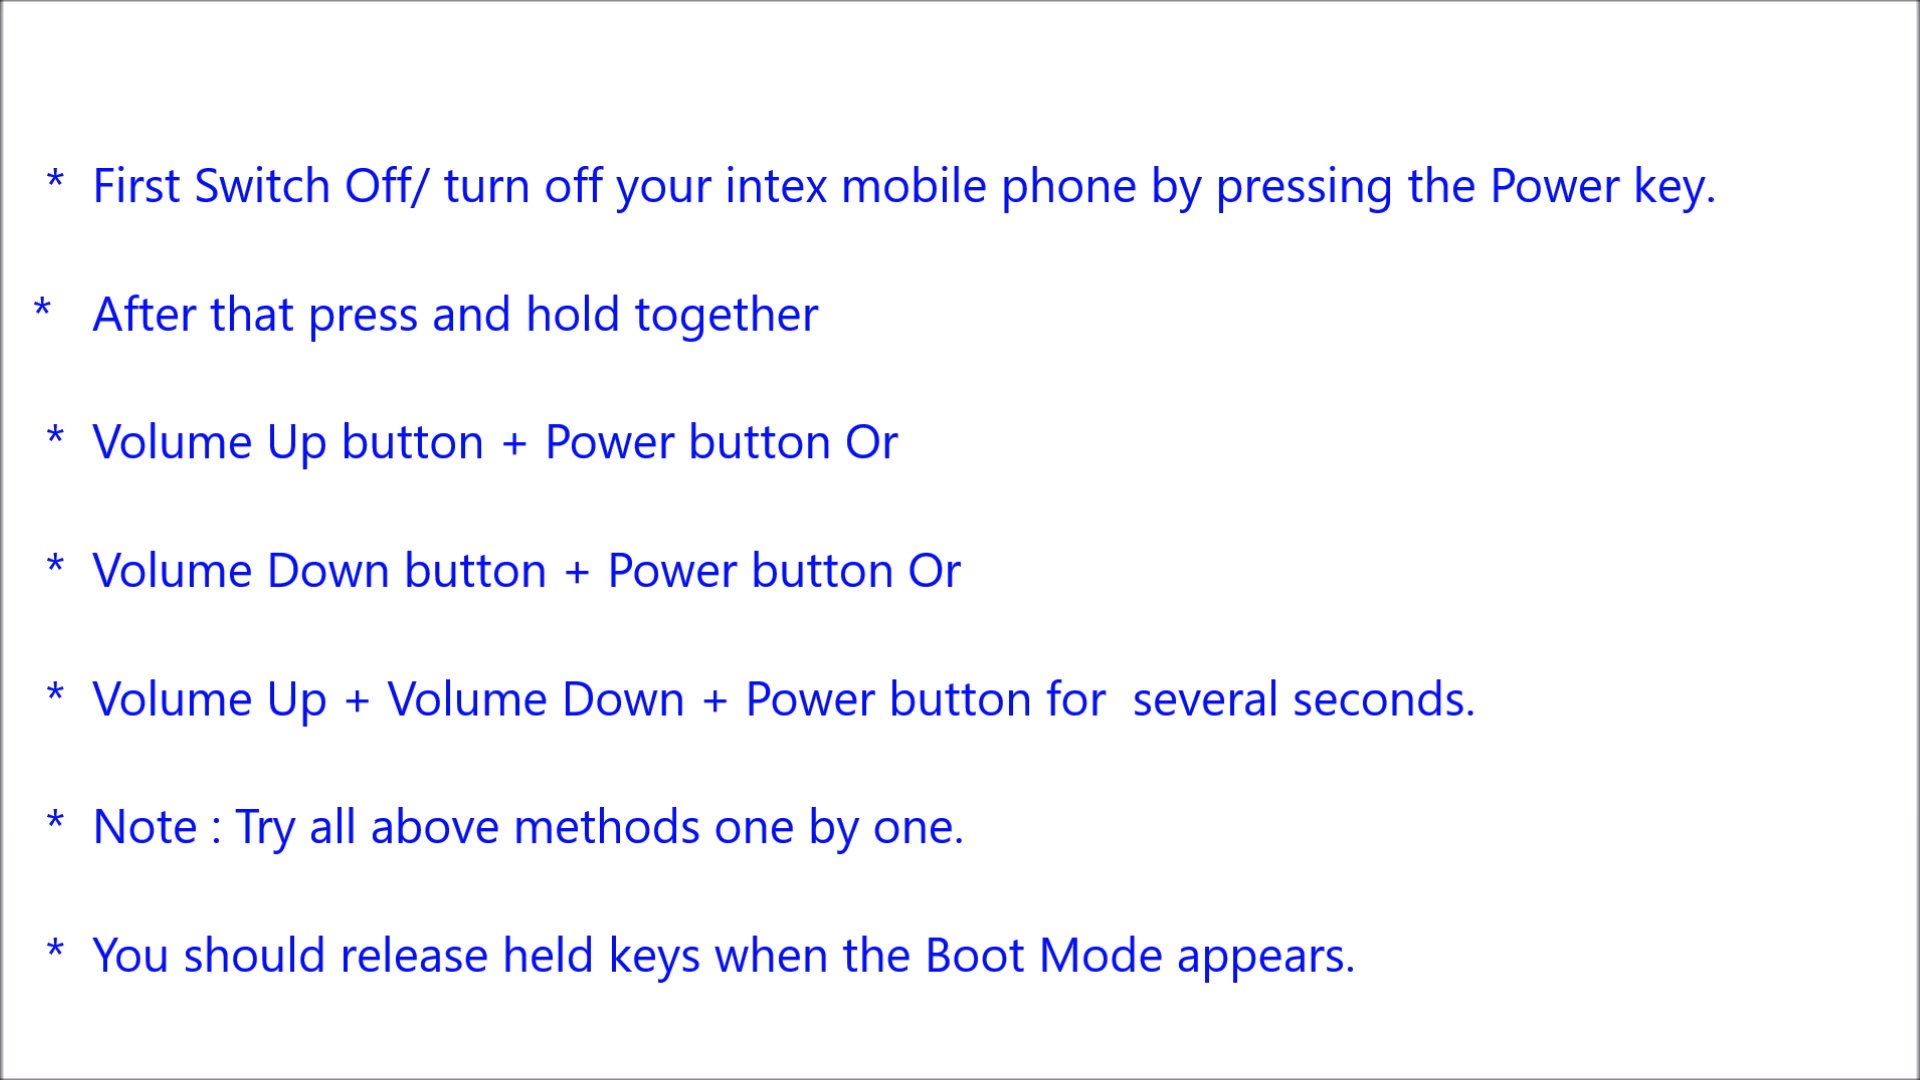 * First Switch Off/ turn off your intex mobile phone by pressing the Power key.
* After that press and hold together
* Volume Up button + Power button Or
* Volume Down button + Power button Or
* Volume Up + Volume Down + Power button for  several seconds.
* Note : Try all above methods one by one.
* You should release held keys when the Boot Mode appears.